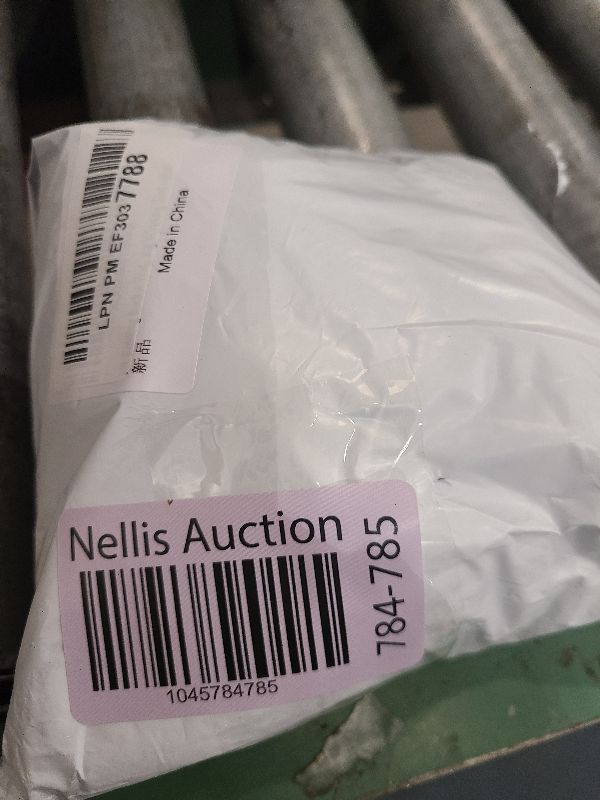 LPN PM EF3037788
Made in China
新品
Nellis Auction
784-785
1045784785